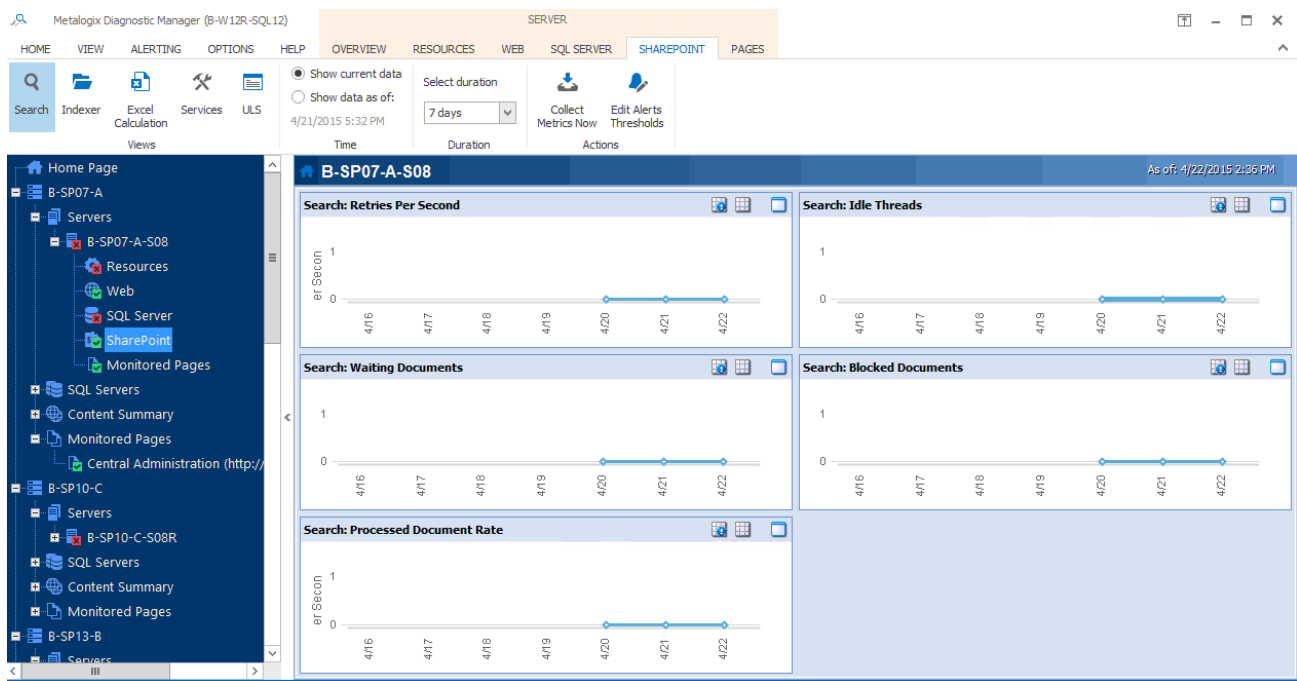 Metalogix Diagnostic Manager (B-W12R-SQL12)
SERVER
HOME VIEW ALERTING OPTIONS HELP OVERVIEW RESOURCES WEB SQL SERVER SHAREPOINT PAGES
Search
Indexer
Excel
Calculation
Services
ULS
Views
Show current data
Show data as of:
4/21/2015 5:32 PM
Time
Select duration
7 days
Duration
Collect
Metrics Now
Edit Alerts
Thresholds
Actions
Home Page
B-SP07-A
Servers
B-SP07-A-S08
Resources
Web
SQL Server
SharePoint
Monitored Pages
SQL Servers
Content Summary
Monitored Pages
Central Administration (http://
B-SP10-C
Servers
B-SP10-C-S08R
SQL Servers
Content Summary
Monitored Pages
B-SP13-B
Servers
B-SP07-A-S08
As of: 4/22/2015 2:36 PM
Search: Retries Per Second
er Secon
1
0
4/16 4/17 4/18 4/19 4/20 4/21 4/22
Search: Idle Threads
1
0
4/16 4/17 4/18 4/19 4/20 4/21 4/22
Search: Waiting Documents
1
0
4/16 4/17 4/18 4/19 4/20 4/21 4/22
Search: Blocked Documents
1
0
4/16 4/17 4/18 4/19 4/20 4/21 4/22
Search: Processed Document Rate
er Secon
1
0
4/16 4/17 4/18 4/19 4/20 4/21 4/22